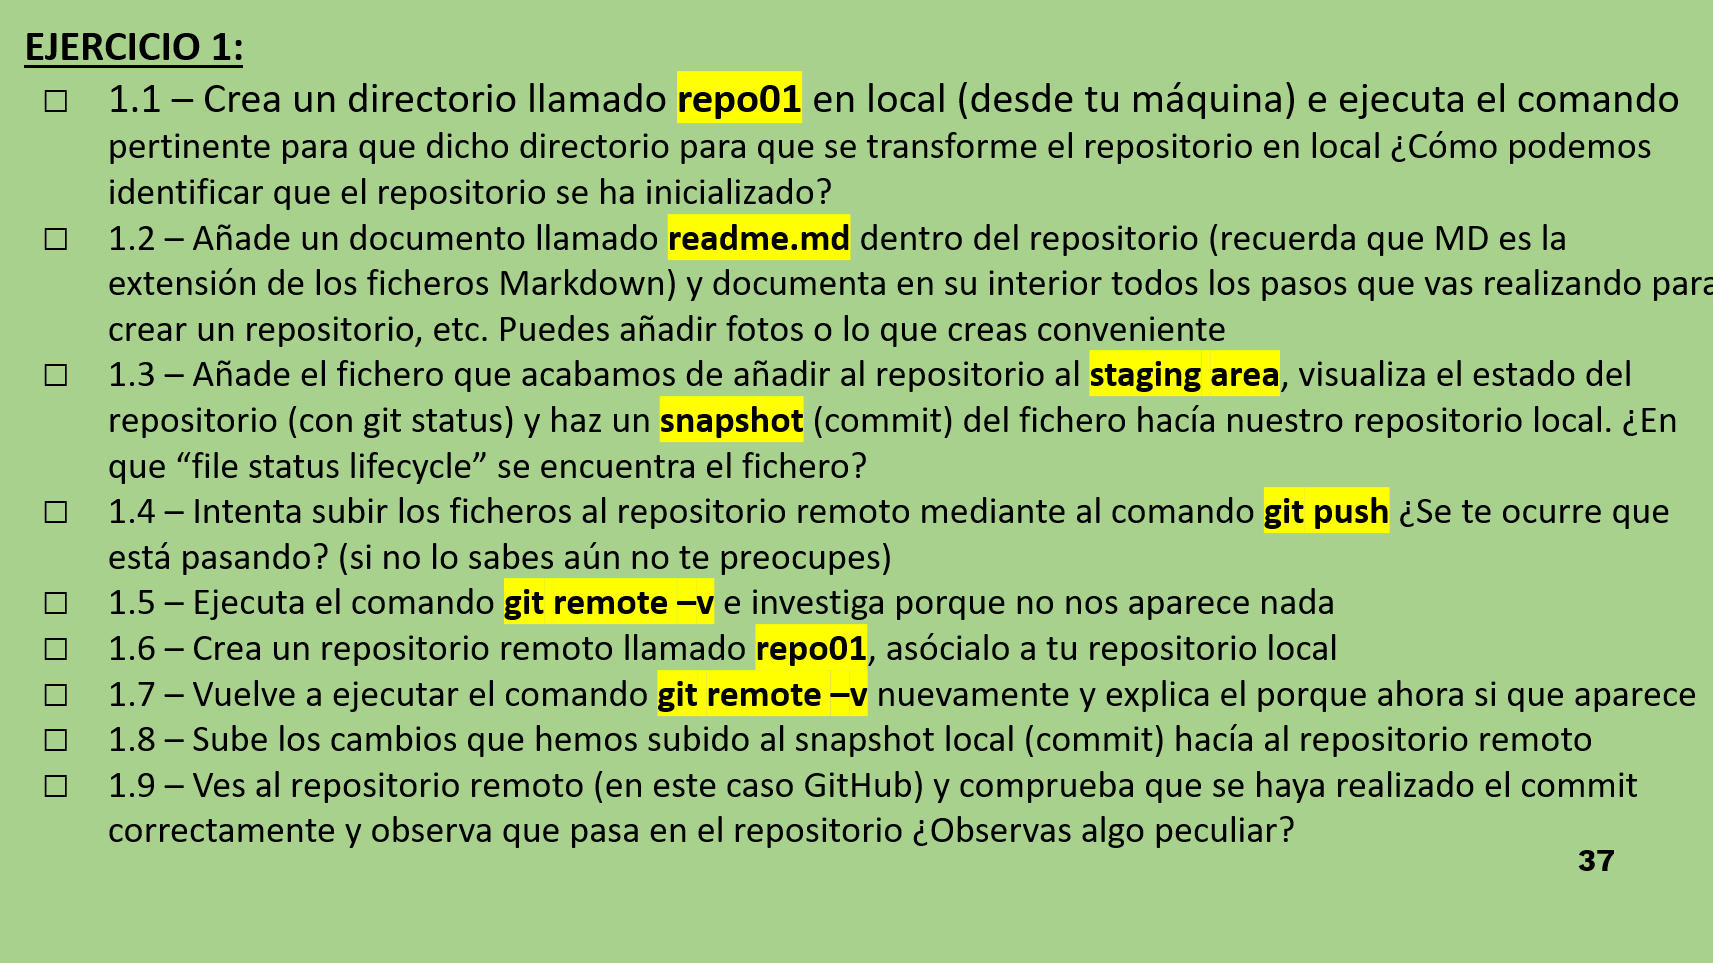 EJERCICIO 1:
□ 1.1 – Crea un directorio llamado repo01 en local (desde tu máquina) e ejecuta el comando
pertinente para que dicho directorio para que se transforme el repositorio en local ¿Cómo podemos
identificar que el repositorio se ha inicializado?
□ 1.2 – Añade un documento llamado readme.md dentro del repositorio (recuerda que MD es la
extensión de los ficheros Markdown) y documenta en su interior todos los pasos que vas realizando para
crear un repositorio, etc. Puedes añadir fotos o lo que creas conveniente
□ 1.3 – Añade el fichero que acabamos de añadir al repositorio al staging area, visualiza el estado del
repositorio (con git status) y haz un snapshot (commit) del fichero hacía nuestro repositorio local. ¿En
que “file status lifecycle” se encuentra el fichero?
□ 1.4 – Intenta subir los ficheros al repositorio remoto mediante al comando git push ¿Se te ocurre que
está pasando? (si no lo sabes aún no te preocupes)
□ 1.5 – Ejecuta el comando git remote –v e investiga porque no nos aparece nada
□ 1.6 – Crea un repositorio remoto llamado repo01, asócialo a tu repositorio local
□ 1.7 – Vuelve a ejecutar el comando git remote –v nuevamente y explica el porque ahora si que aparece
□ 1.8 – Sube los cambios que hemos subido al snapshot local (commit) hacía al repositorio remoto
□ 1.9 – Ves al repositorio remoto (en este caso GitHub) y comprueba que se haya realizado el commit
correctamente y observa que pasa en el repositorio ¿Observas algo peculiar?
37